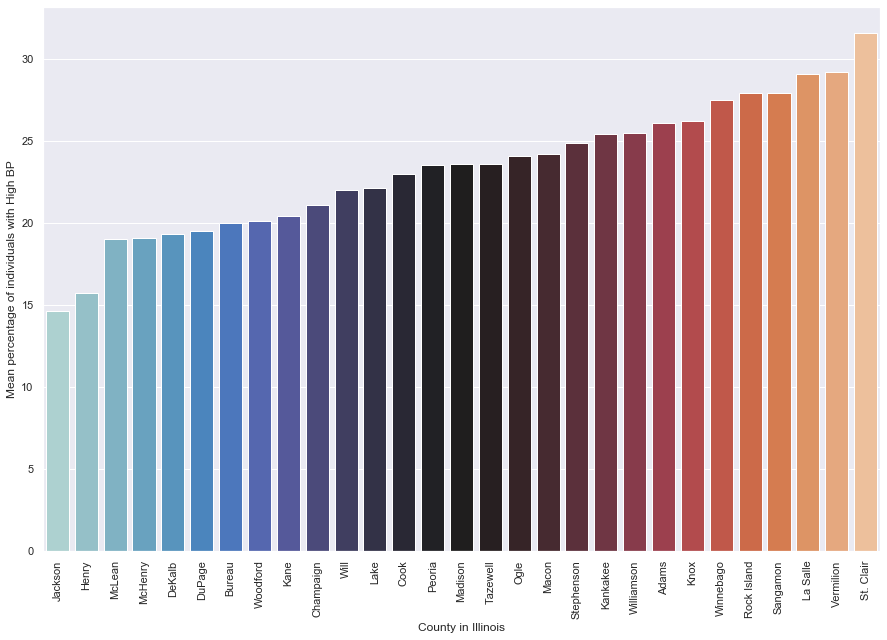 Mean percentage of individuals with High BP
30
25
20
15
10
5
0
Jackson
Henry
McLean
McHenry
DeKalb
DuPage
Bureau
Woodford
Kane
Champaign
Will
Lake
Cook
Peoria
Madison
Tazewell
Ogle
Macon
Stephenson
Kankakee
Williamson
Adams
Knox
Winnebago
Rock Island
Sangamon
La Salle
Vermilion
St. Clair
County in Illinois